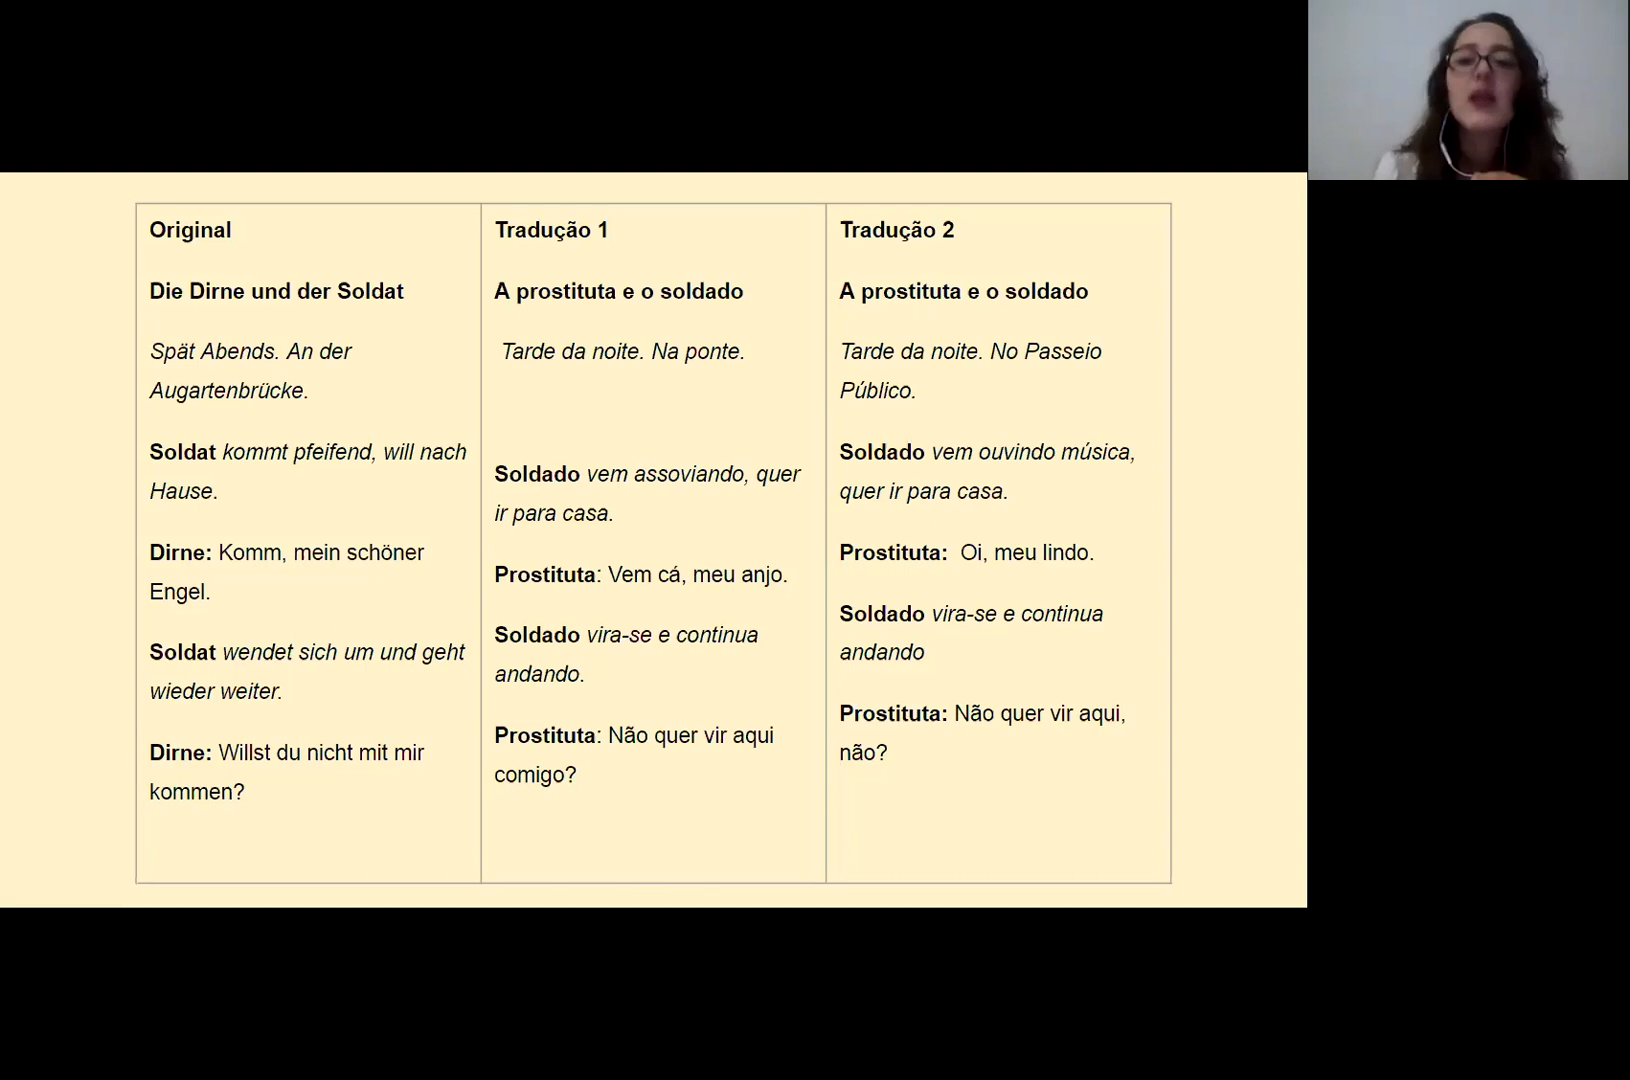 Original
Die Dirne und der Soldat
Spät Abends. An der
Augartenbrücke.
Soldat kommt pfeifend, will nach
Hause.
Dirne: Komm, mein schöner
Engel.
Soldat wendet sich um und geht
wieder weiter.
Dirne: Willst du nicht mit mir
kommen?
Tradução 1
A prostituta e o soldado
Tarde da noite. Na ponte.
Soldado vem assoviando, quer
ir para casa.
Prostituta: Vem cá, meu anjo.
Soldado vira-se e continua
andando.
Prostituta: Não quer vir aqui
comigo?
Tradução 2
A prostituta e o soldado
Tarde da noite. No Passeio
Público.
Soldado vem ouvindo música,
quer ir para casa.
Prostituta: Oi, meu lindo.
Soldado vira-se e continua
andando
Prostituta: Não quer vir aqui,
não?